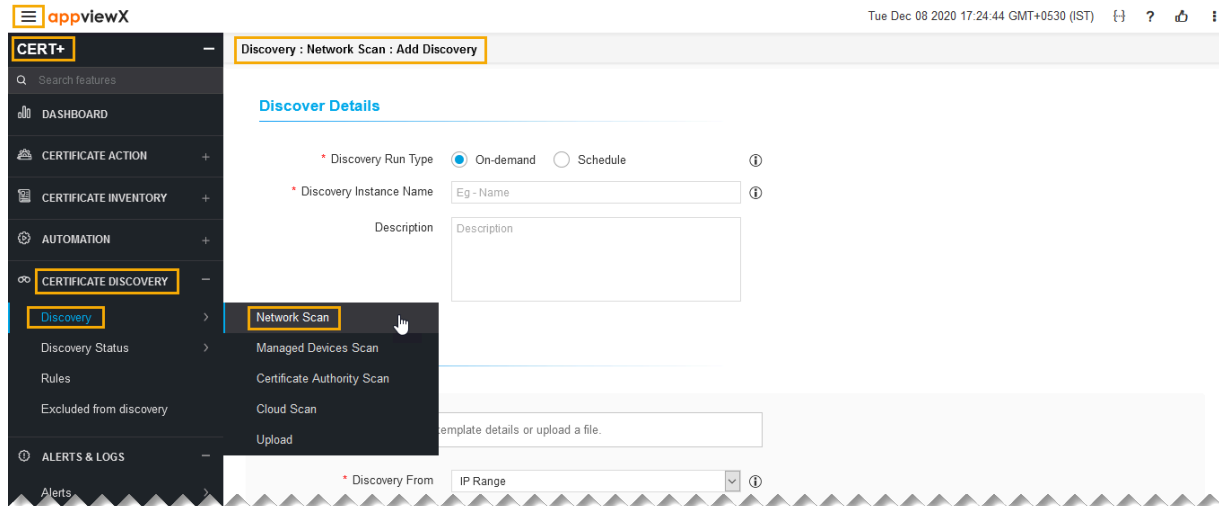 appviewX
Tue Dec 08 2020 17:24:44 GMT+0530 (IST)
CERT+
Discovery : Network Scan : Add Discovery
Search features
Discover Details
DASHBOARD
* Discovery Run Type
On-demand
Schedule
CERTIFICATE ACTION
* Discovery Instance Name
Eg - Name
CERTIFICATE INVENTORY
Description
Description
AUTOMATION
CERTIFICATE DISCOVERY
Discovery
Network Scan
Discovery Status
Managed Devices Scan
Rules
Certificate Authority Scan
Excluded from discovery
Cloud Scan
template details or upload a file.
Upload
ALERTS & LOGS
* Discovery From
IP Range
Alerts